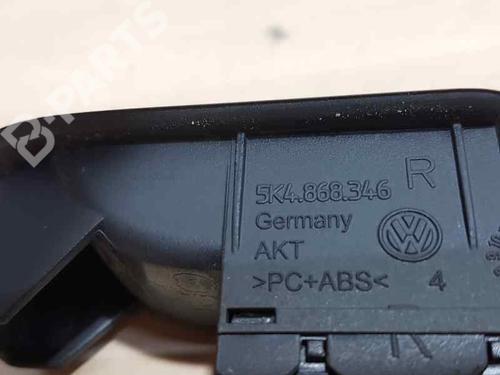 B-PARTS
5K4.868.346 R
Germany
AKT
>PC+ABS< 4
R